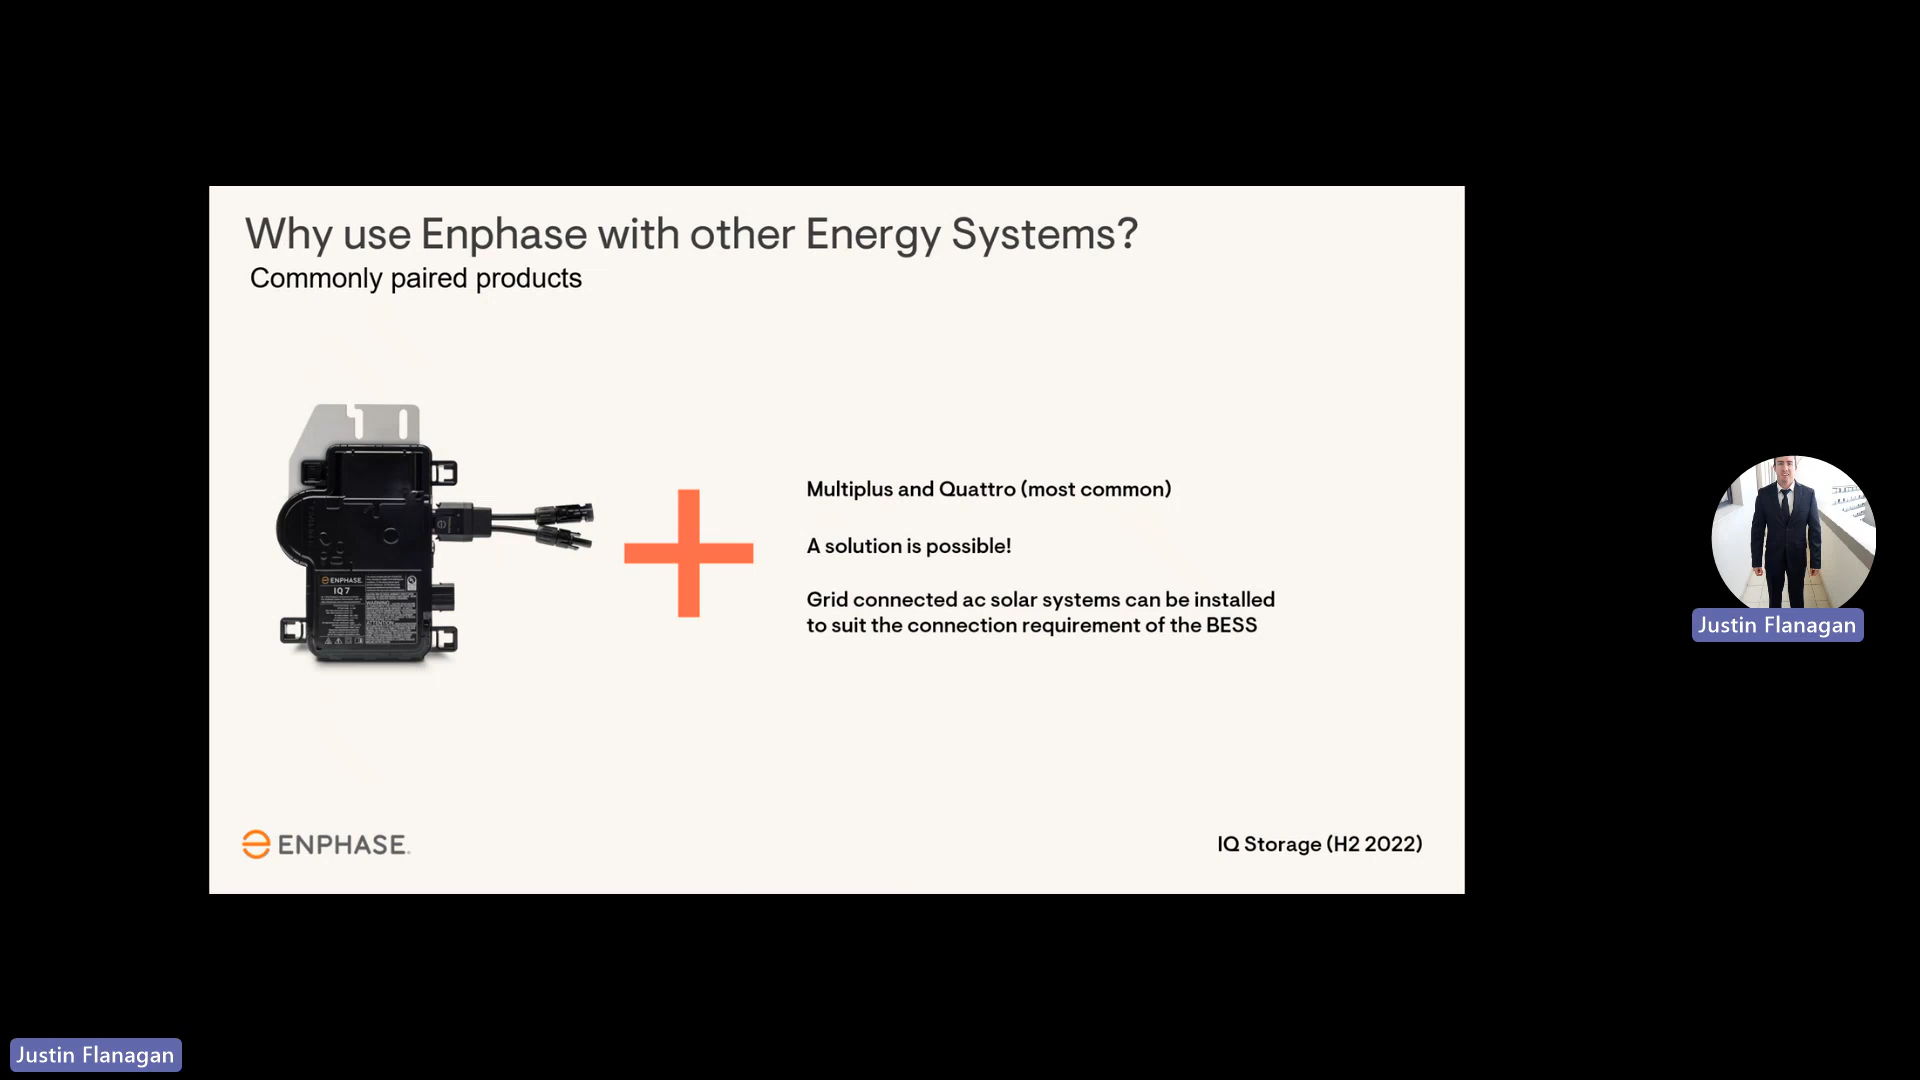 Why use Enphase with other Energy Systems?
Commonly paired products
ENPHASE
IQ 7
WARNING
ATTENTION
Multiplus and Quattro (most common)
A solution is possible!
Grid connected ac solar systems can be installed
to suit the connection requirement of the BESS
ENPHASE
IQ Storage (H2 2022)
Justin Flanagan
Justin Flanagan